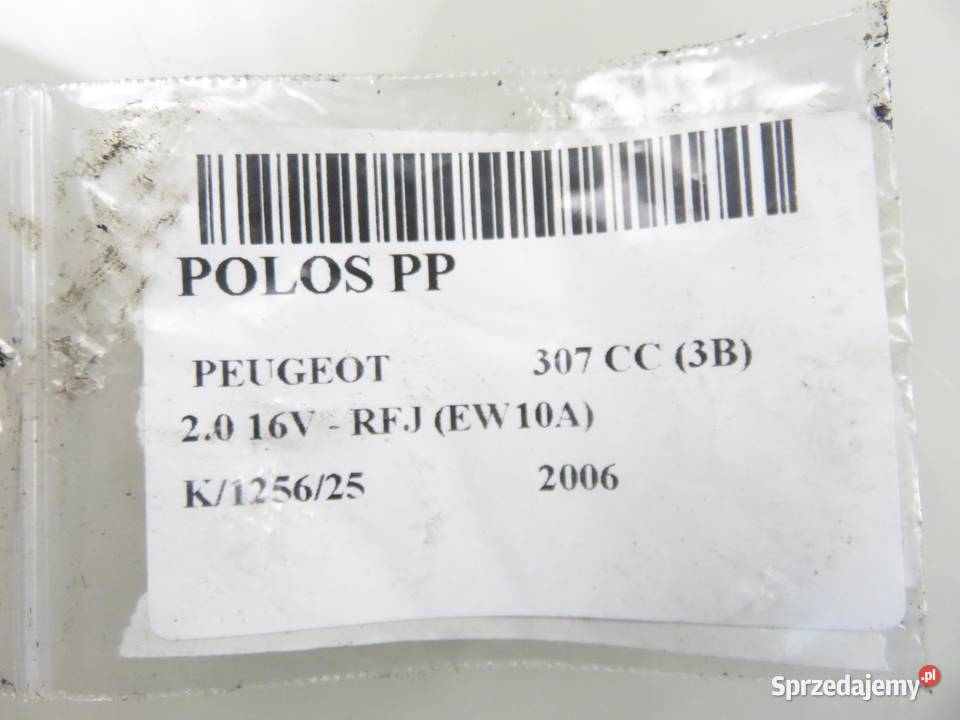 POLOS PP
PEUGEOT 307 CC (3B)
2.0 16V - RFJ (EW10A)
K/1256/25 2006
Sprzedajemy.pl